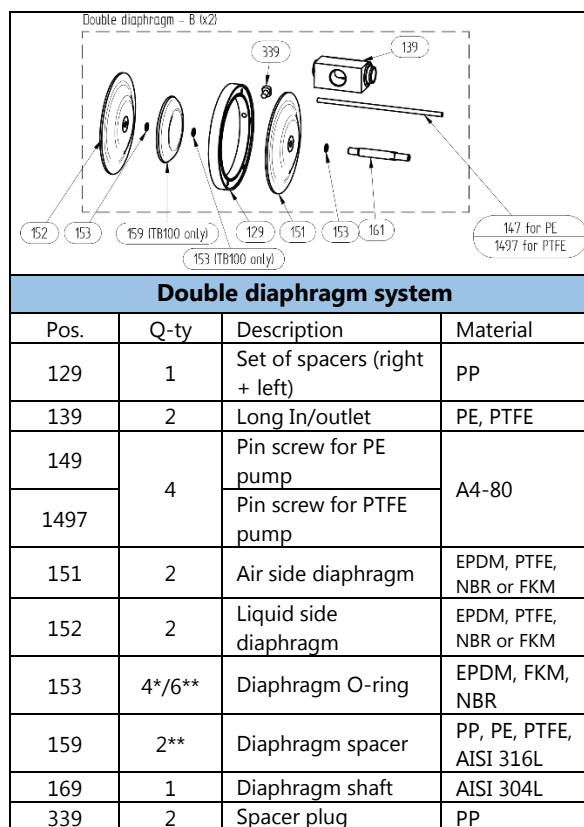 Double diaphragm - B (x2)
339
139
152
153
159 (TB100 only)
129
151
153
161
147 for PE
1497 for PTFE
153 (TB100 only)
Double diaphragm system
Pos. Q-ty Description Material
129 1 Set of spacers (right
+ left) PP
139 2 Long In/outlet PE, PTFE
149 4 Pin screw for PE
pump A4-80
1497 Pin screw for PTFE
pump
151 2 Air side diaphragm EPDM, PTFE,
NBR or FKM
152 2 Liquid side
diaphragm EPDM, PTFE,
NBR or FKM
153 4*/6** Diaphragm O-ring EPDM, FKM,
NBR
159 2** Diaphragm spacer PP, PE, PTFE,
AISI 316L
169 1 Diaphragm shaft AISI 304L
339 2 Spacer plug PP